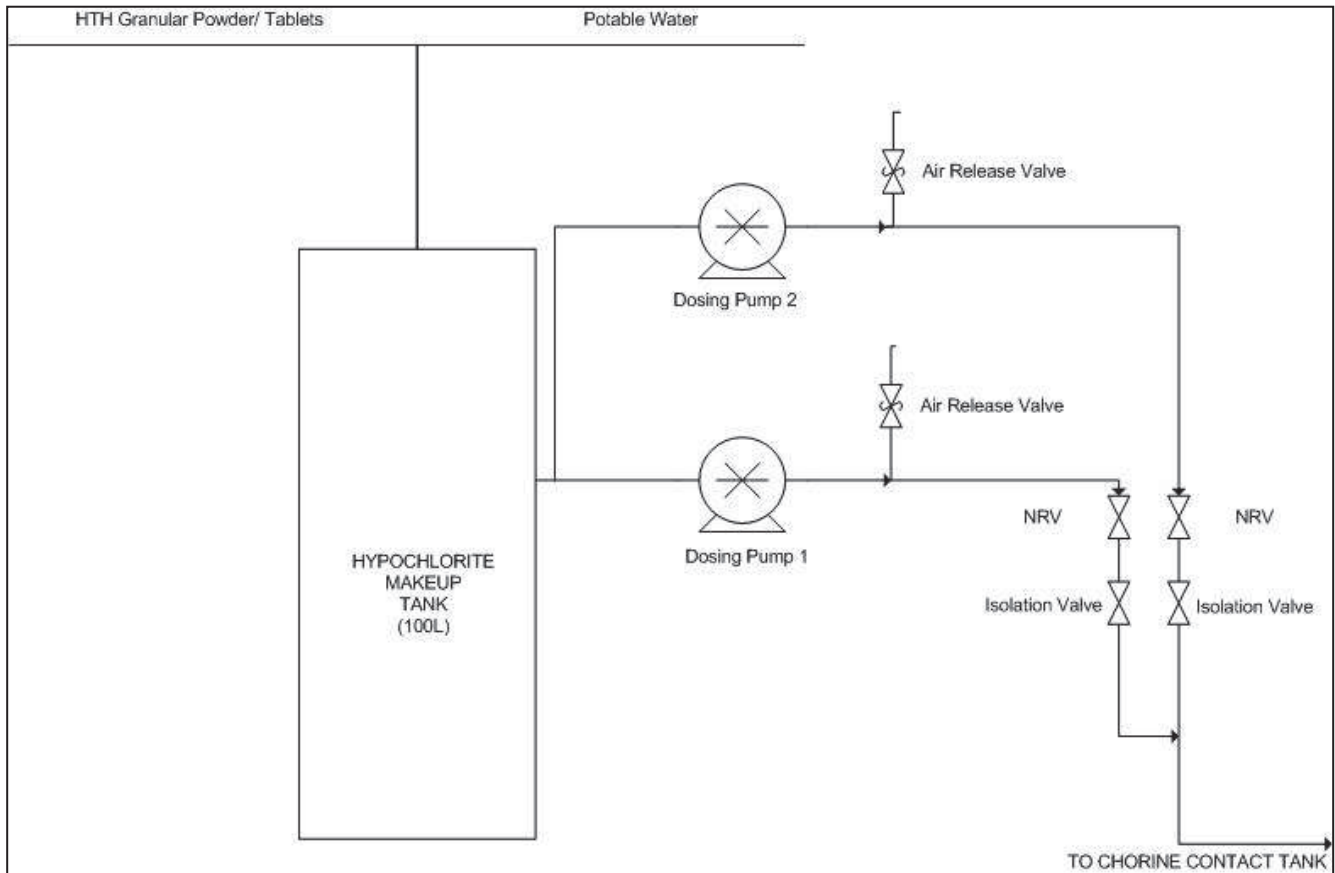 HTH Granular Powder/ Tablets
Potable Water
Air Release Valve
Dosing Pump 2
Air Release Valve
Dosing Pump 1
NRV
NRV
HYPOCHLORITE
MAKEUP
TANK
(100L)
Isolation Valve
Isolation Valve
TO CHORINE CONTACT TANK